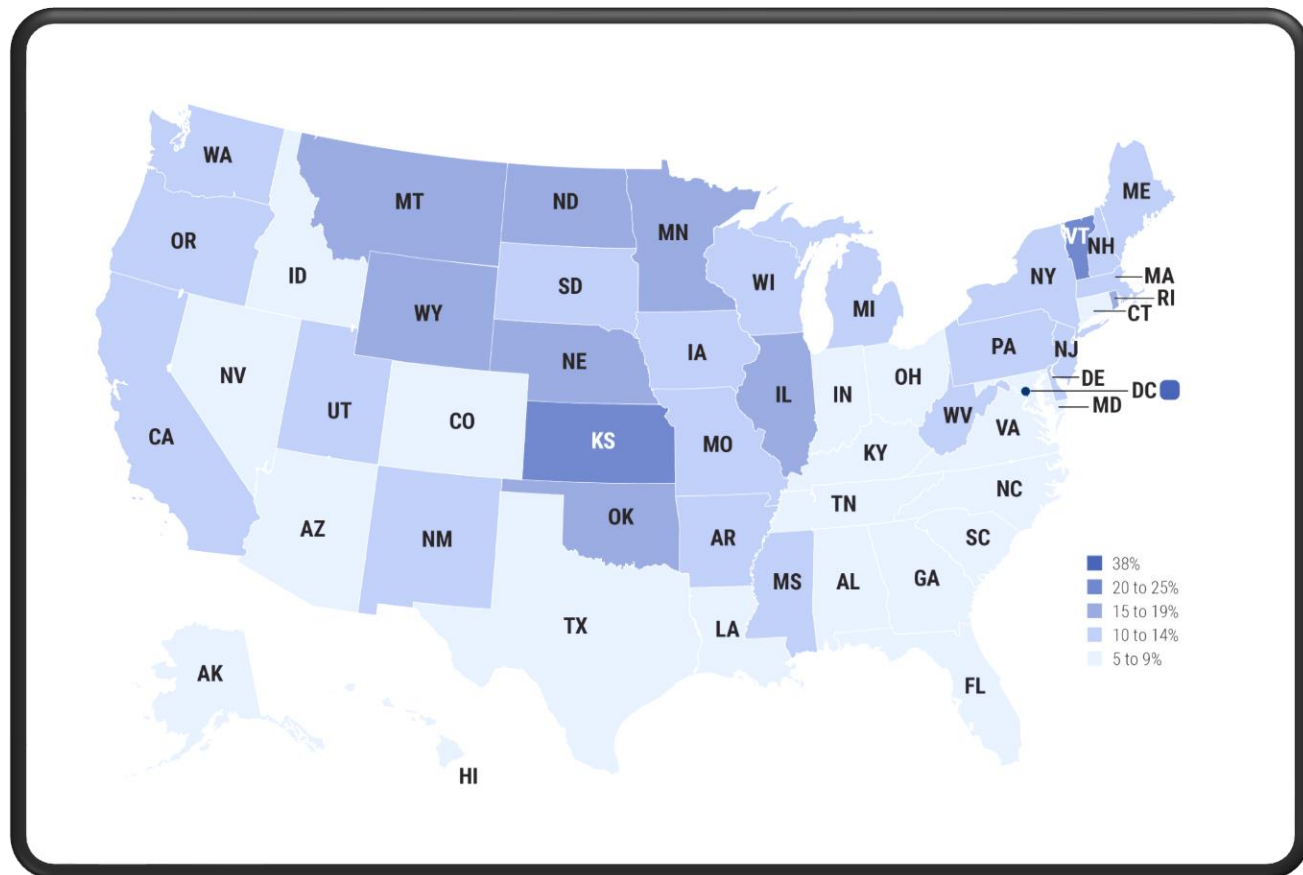 WA
MT
ND
MN
ME
OR
ID
SD
WI
MI
NY
VT
NH
MA
RI
CT
WY
NE
IA
PA
NJ
DE
DC
MD
NV
UT
CO
KS
MO
IL
IN
OH
WV
VA
CA
KY
AZ
NM
OK
AR
TN
NC
SC
TX
LA
MS
AL
GA
FL
AK
HI
38%
20 to 25%
15 to 19%
10 to 14%
5 to 9%